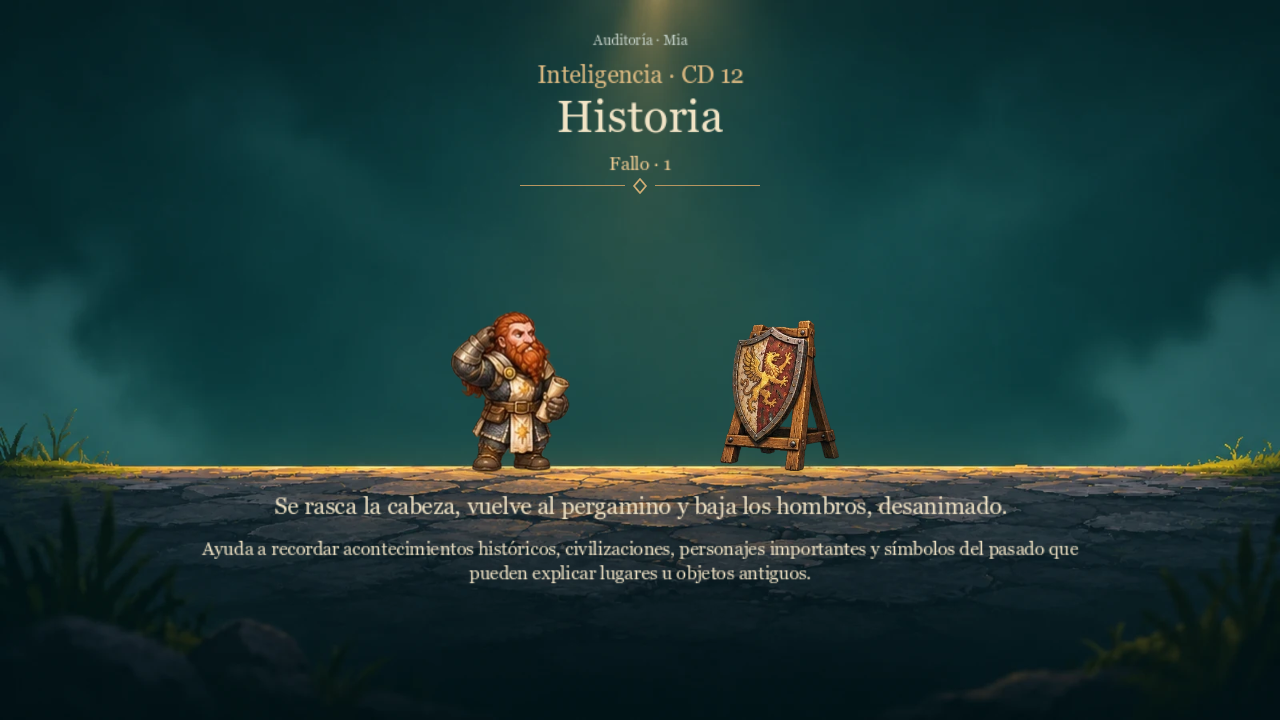 Auditoría · Mia
Inteligencia · CD 12
Historia
Fallo · 1
Se rasca la cabeza, vuelve al pergamino y baja los hombros, desanimado.
Ayuda a recordar acontecimientos históricos, civilizaciones, personajes importantes y símbolos del pasado que
pueden explicar lugares u objetos antiguos.